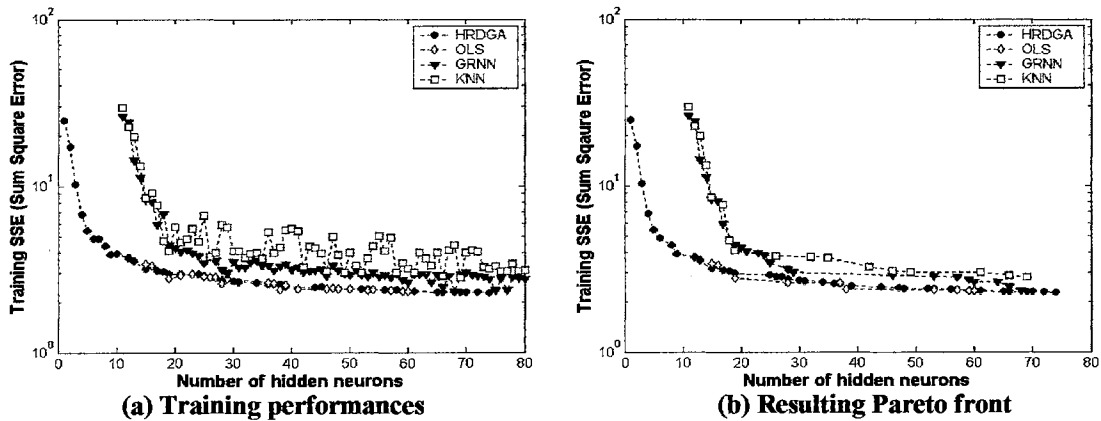 10²
10¹
10⁰
Training SSE (Sum Square Error)
HRDGA
OLS
GRNN
KNN
0 10 20 30 40 50 60 70 80
Number of hidden neurons
(a) Training performances
10²
10¹
10⁰
Training SSE (Sum Sqaure Error)
HRDGA
OLS
GRNN
KNN
0 10 20 30 40 50 60 70 80
Number of hidden neurons
(b) Resulting Pareto front